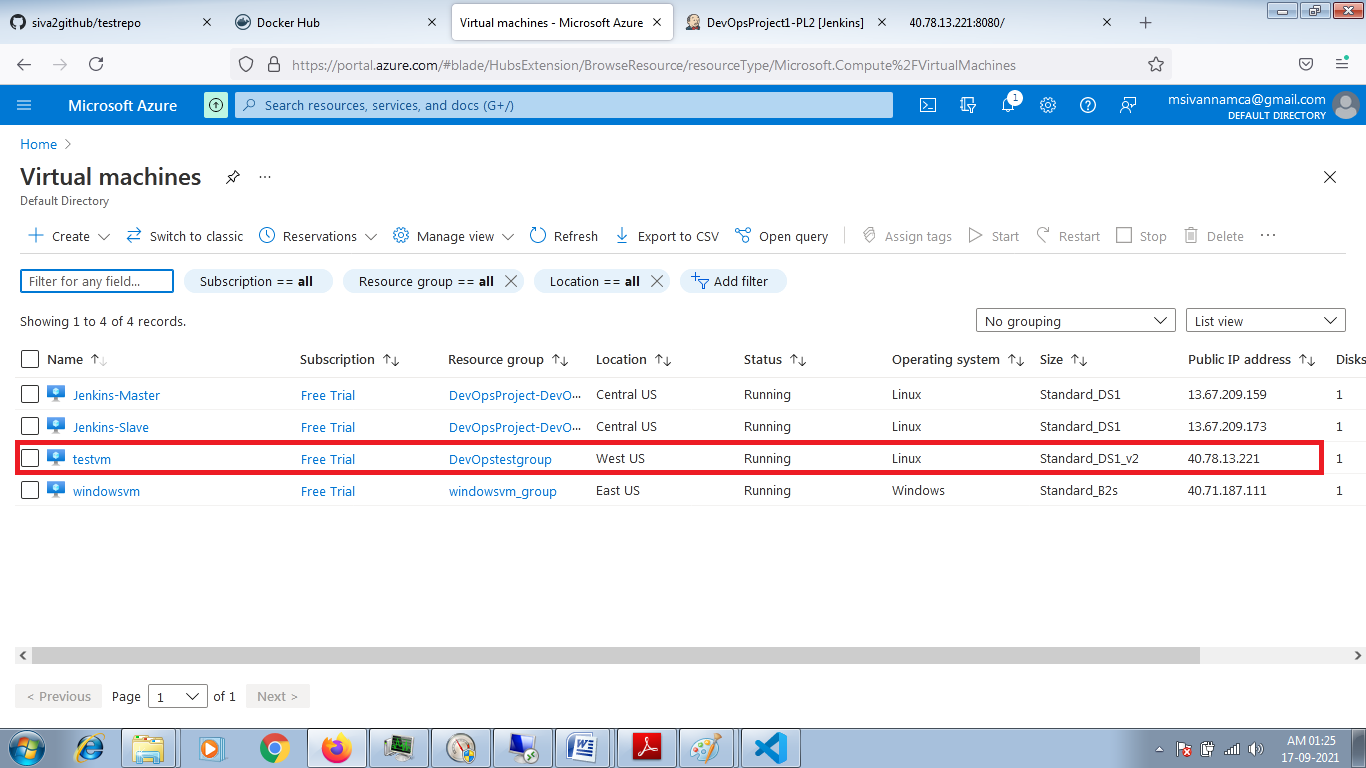 siva2github/testrepo
Docker Hub
Virtual machines - Microsoft Azure
DevOpsProject1-PL2 [Jenkins]
40.78.13.221:8080/
https://portal.azure.com/#blade/HubsExtension/BrowseResource/resourceType/Microsoft.Compute%2FVirtualMachines
Microsoft Azure
Search resources, services, and docs (G+/)
1
msivannamca@gmail.com
DEFAULT DIRECTORY
Home >
Virtual machines
...
Default Directory
+ Create Switch to classic Reservations Manage view Refresh Export to CSV Open query Assign tags Start Restart Stop Delete ...
Filter for any field... Subscription == all Resource group == all Location == all Add filter
Showing 1 to 4 of 4 records.
No grouping
List view
Name Subscription Resource group Location Status Operating system Size Public IP address Disks
Jenkins-Master Free Trial DevOpsProject-DevO... Central US Running Linux Standard_DS1 13.67.209.159 1
Jenkins-Slave Free Trial DevOpsProject-DevO... Central US Running Linux Standard_DS1 13.67.209.173 1
testvm Free Trial DevOpstestgroup West US Running Linux Standard_DS1_v2 40.78.13.221 1
windowsvm Free Trial windowsvm_group East US Running Windows Standard_B2s 40.71.187.111 1
< Previous Page 1 of 1 Next >
AM 01:25
17-09-2021